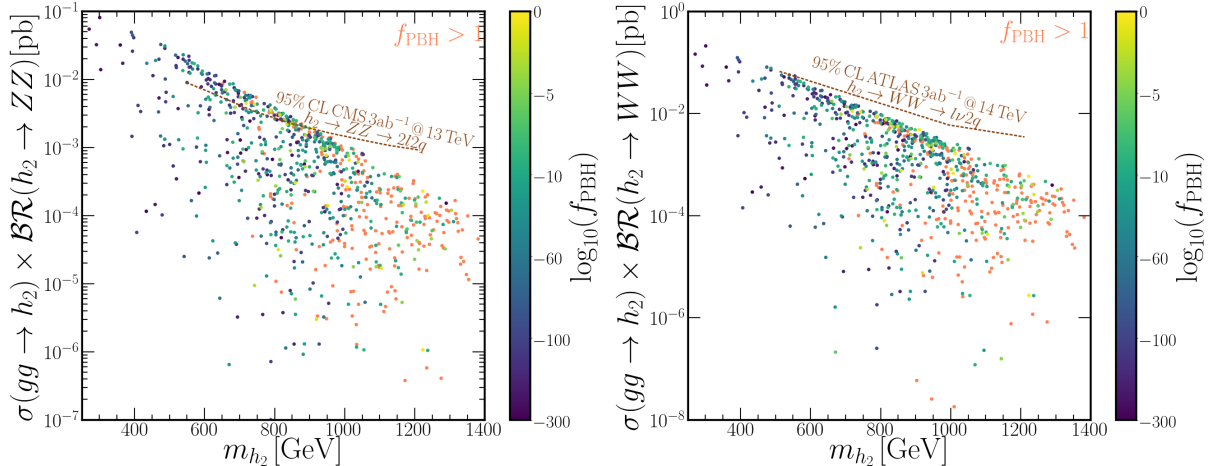 σ(gg → h₂) × BR(h₂ → ZZ)[pb]
10⁻¹
10⁻²
10⁻³
10⁻⁴
10⁻⁵
10⁻⁶
10⁻⁷
f_PBH > 1
95% CL CMS 3ab⁻¹ @ 13 TeV
h₂ → ZZ → 2l2q
400 600 800 1000 1200 1400
m_h₂ [GeV]
0
−5
−10
−60
−100
−300
log₁₀(f_PBH)
σ(gg → h₂) × BR(h₂ → WW)[pb]
10⁰
10⁻²
10⁻⁴
10⁻⁶
10⁻⁸
f_PBH > 1
95% CL ATLAS 3ab⁻¹ @ 14 TeV
h₂ → WW → lν2q
400 600 800 1000 1200 1400
m_h₂ [GeV]
0
−5
−10
−60
−100
−300
log₁₀(f_PBH)